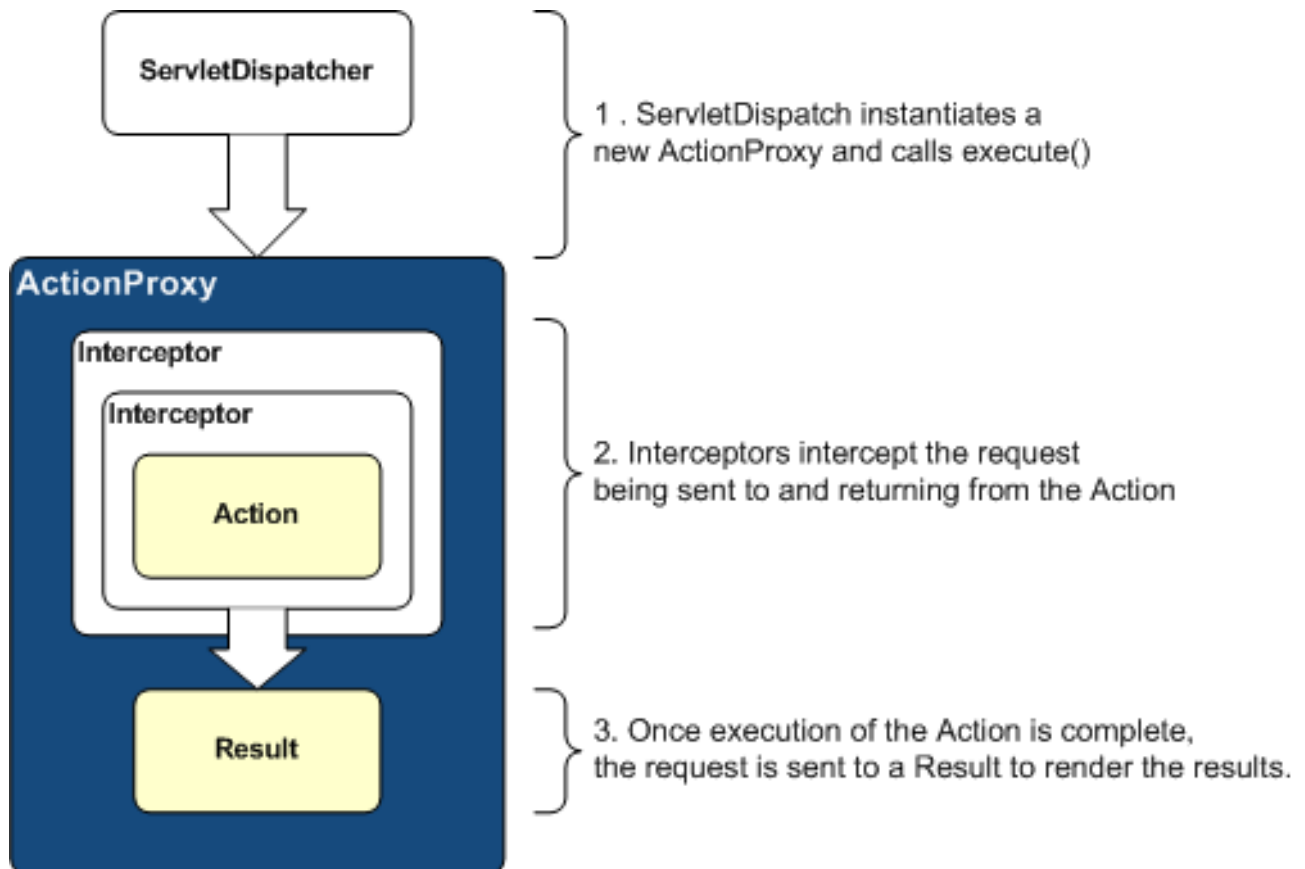 ServletDispatcher
1 . ServletDispatch instantiates a
new ActionProxy and calls execute()
ActionProxy
Interceptor
Interceptor
Action
2. Interceptors intercept the request
being sent to and returning from the Action
Result
3. Once execution of the Action is complete,
the request is sent to a Result to render the results.